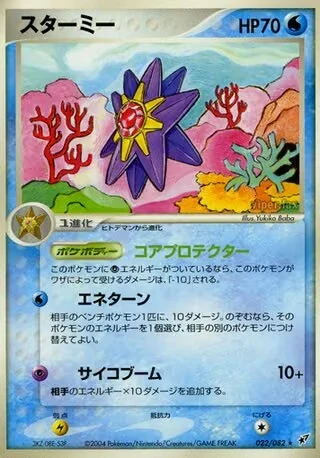 スターミー HP70
Illus.Yukiko Baba
1進化 ヒトデマンから進化
ポケボディー コアプロテクター
このポケモンにエネルギーがついているなら、このポケモンが
ワザによって受けるダメージは、「-10」される。
エネターン
相手のベンチポケモン1匹に、10ダメージ。のぞむなら、その
ポケモンのエネルギーを1個選び、相手の別のポケモンにつけ
替えてよい。
サイコブーム 10+
相手のエネルギーの数×10ダメージを追加する。
弱点 抵抗力 にげる
©2004 Pokémon/Nintendo/Creatures/GAME FREAK. 022/082 ★